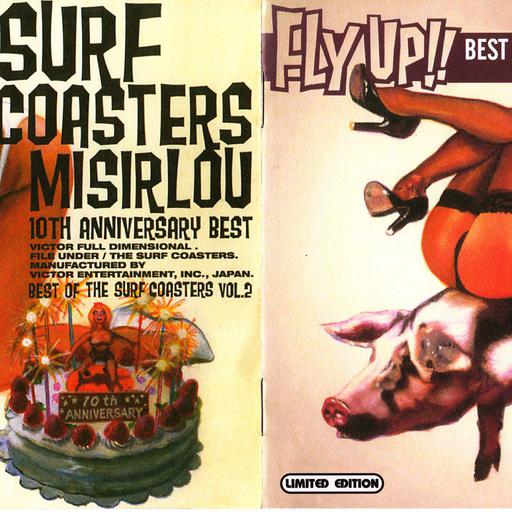 SURF
COASTERS
MISIRLOU
10TH ANNIVERSARY BEST
VICTOR FULL DIMENSIONAL .
FILE UNDER / THE SURF COASTERS.
MANUFACTURED BY
VICTOR ENTERTAINMENT, INC., JAPAN.
BEST OF THE SURF COASTERS VOL.2
10th
ANNIVERSARY
FLY UP!! BEST
LIMITED EDITION